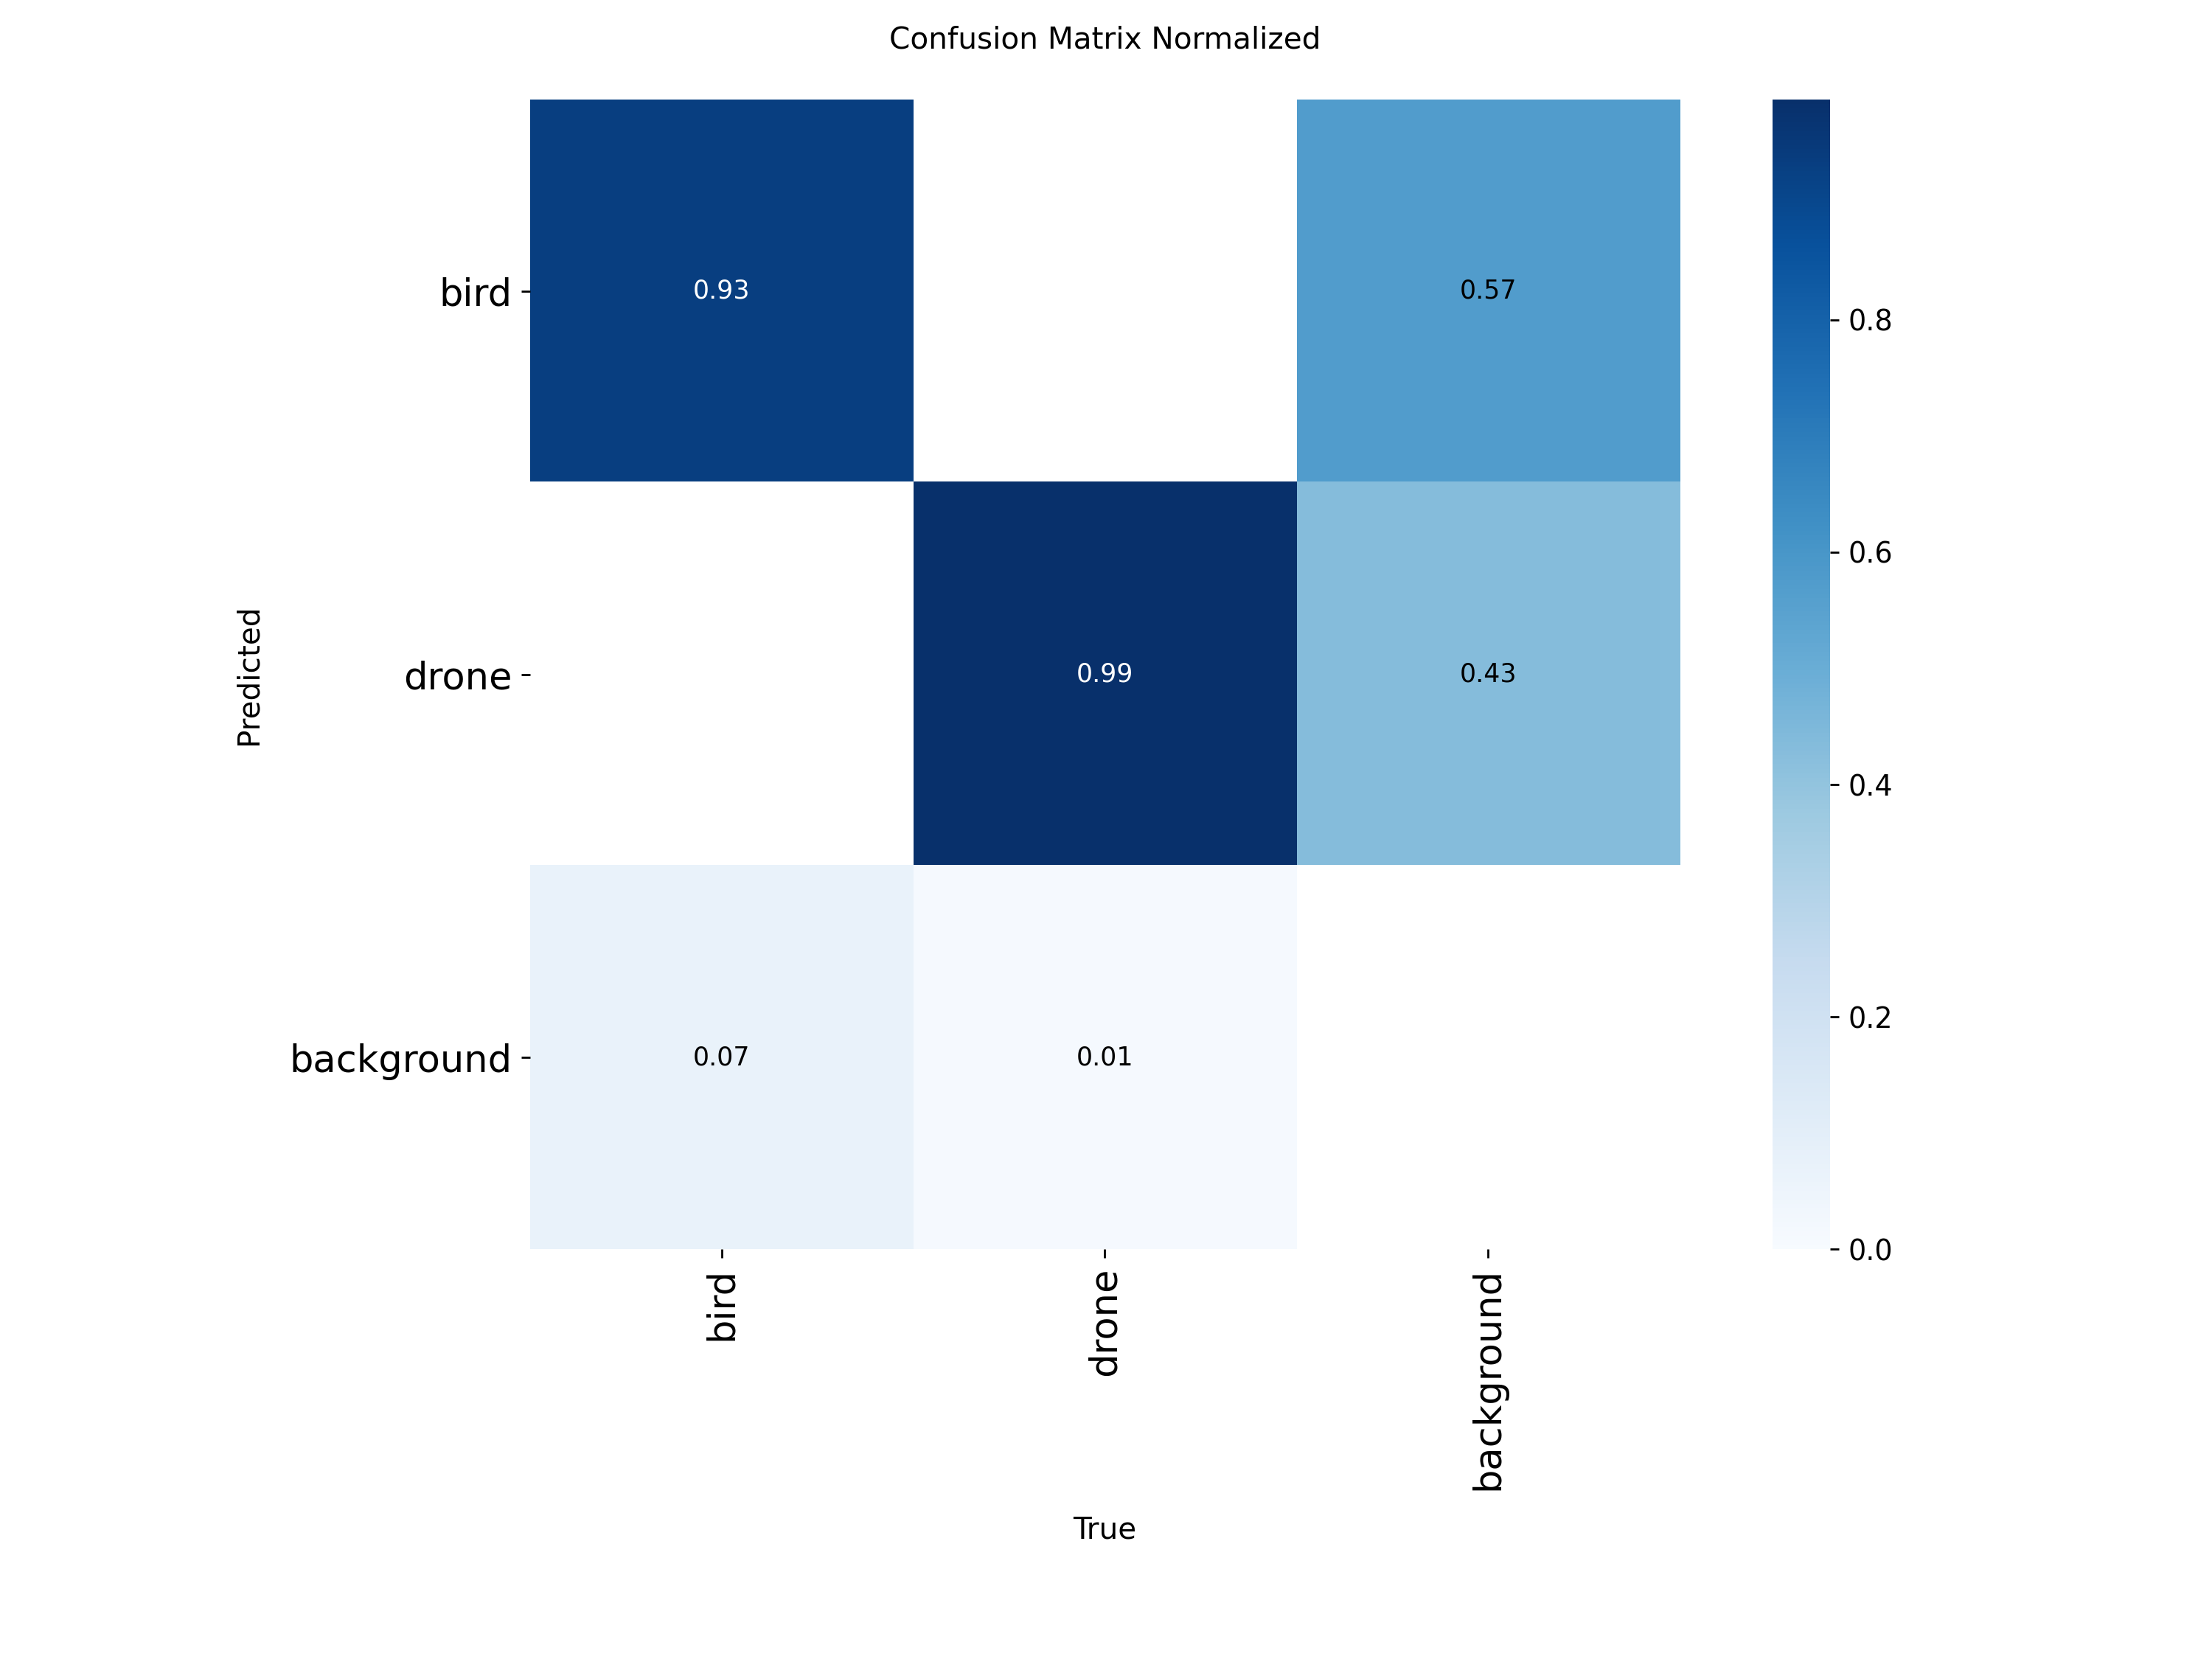 Confusion Matrix Normalized
Predicted
bird
drone
background
0.93
0.57
0.99
0.43
0.07
0.01
bird
drone
background
True
0.8
0.6
0.4
0.2
0.0